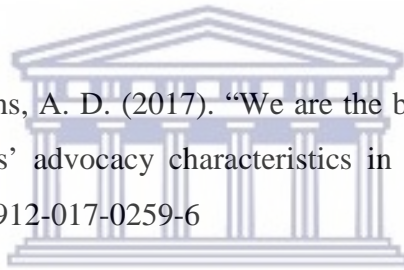 ns, A. D. (2017). “We are the b
s’ advocacy characteristics in
912-017-0259-6